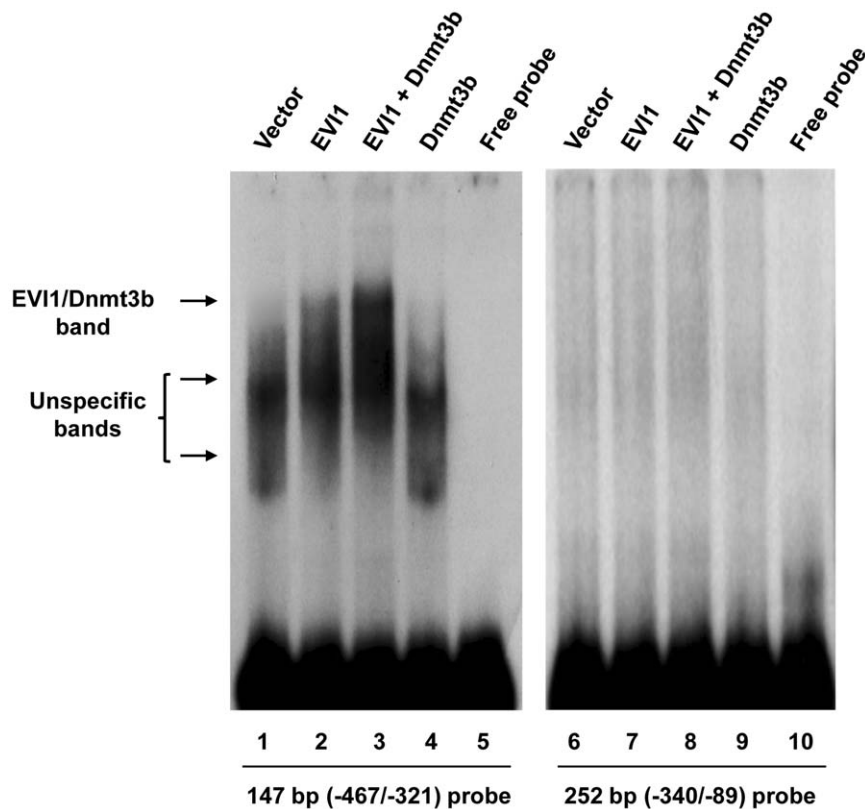 Vector
EVI1
EVI1 + Dnmt3b
Dnmt3b
Free probe
Vector
EVI1
EVI1 + Dnmt3b
Dnmt3b
Free probe
EVI1/Dnmt3b
band
Unspecific
bands
1 2 3 4 5
147 bp (-467/-321) probe
6 7 8 9 10
252 bp (-340/-89) probe